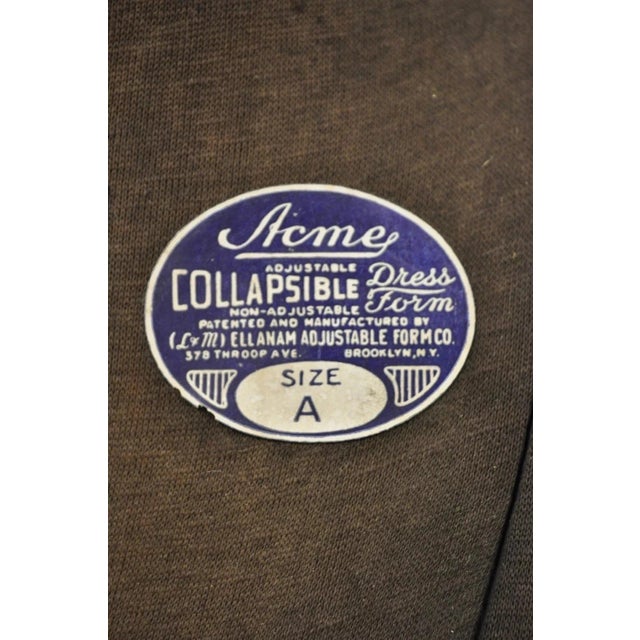 Acme
ADJUSTABLE
COLLAPSIBLE Dress
NON-ADJUSTABLE Form
PATENTED AND MANUFACTURED BY
(L & M) ELLANAM ADJUSTABLE FORM CO.
378 THROOP AVE. BROOKLYN, N.Y.
SIZE
A